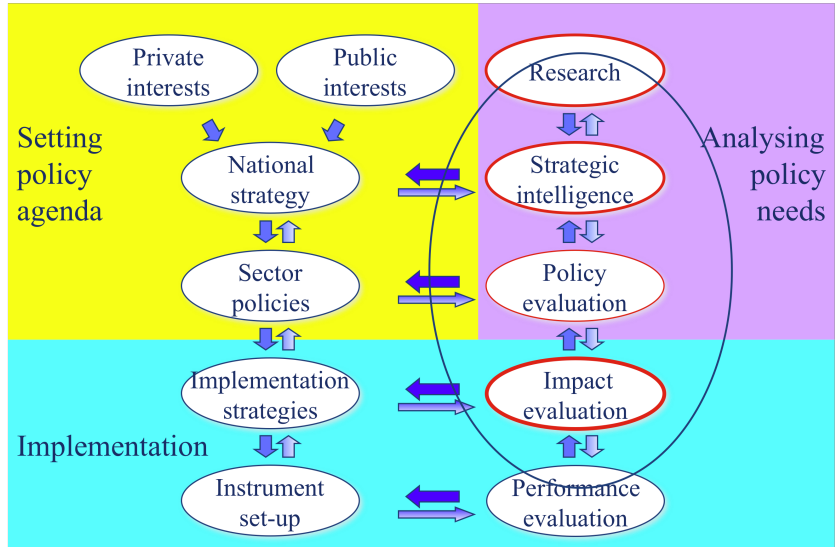 Private
interests
Public
interests
Research
Setting
policy
agenda
National
strategy
Strategic
intelligence
Analysing
policy
needs
Sector
policies
Policy
evaluation
Implementation
strategies
Impact
evaluation
Implementation
Instrument
set-up
Performance
evaluation